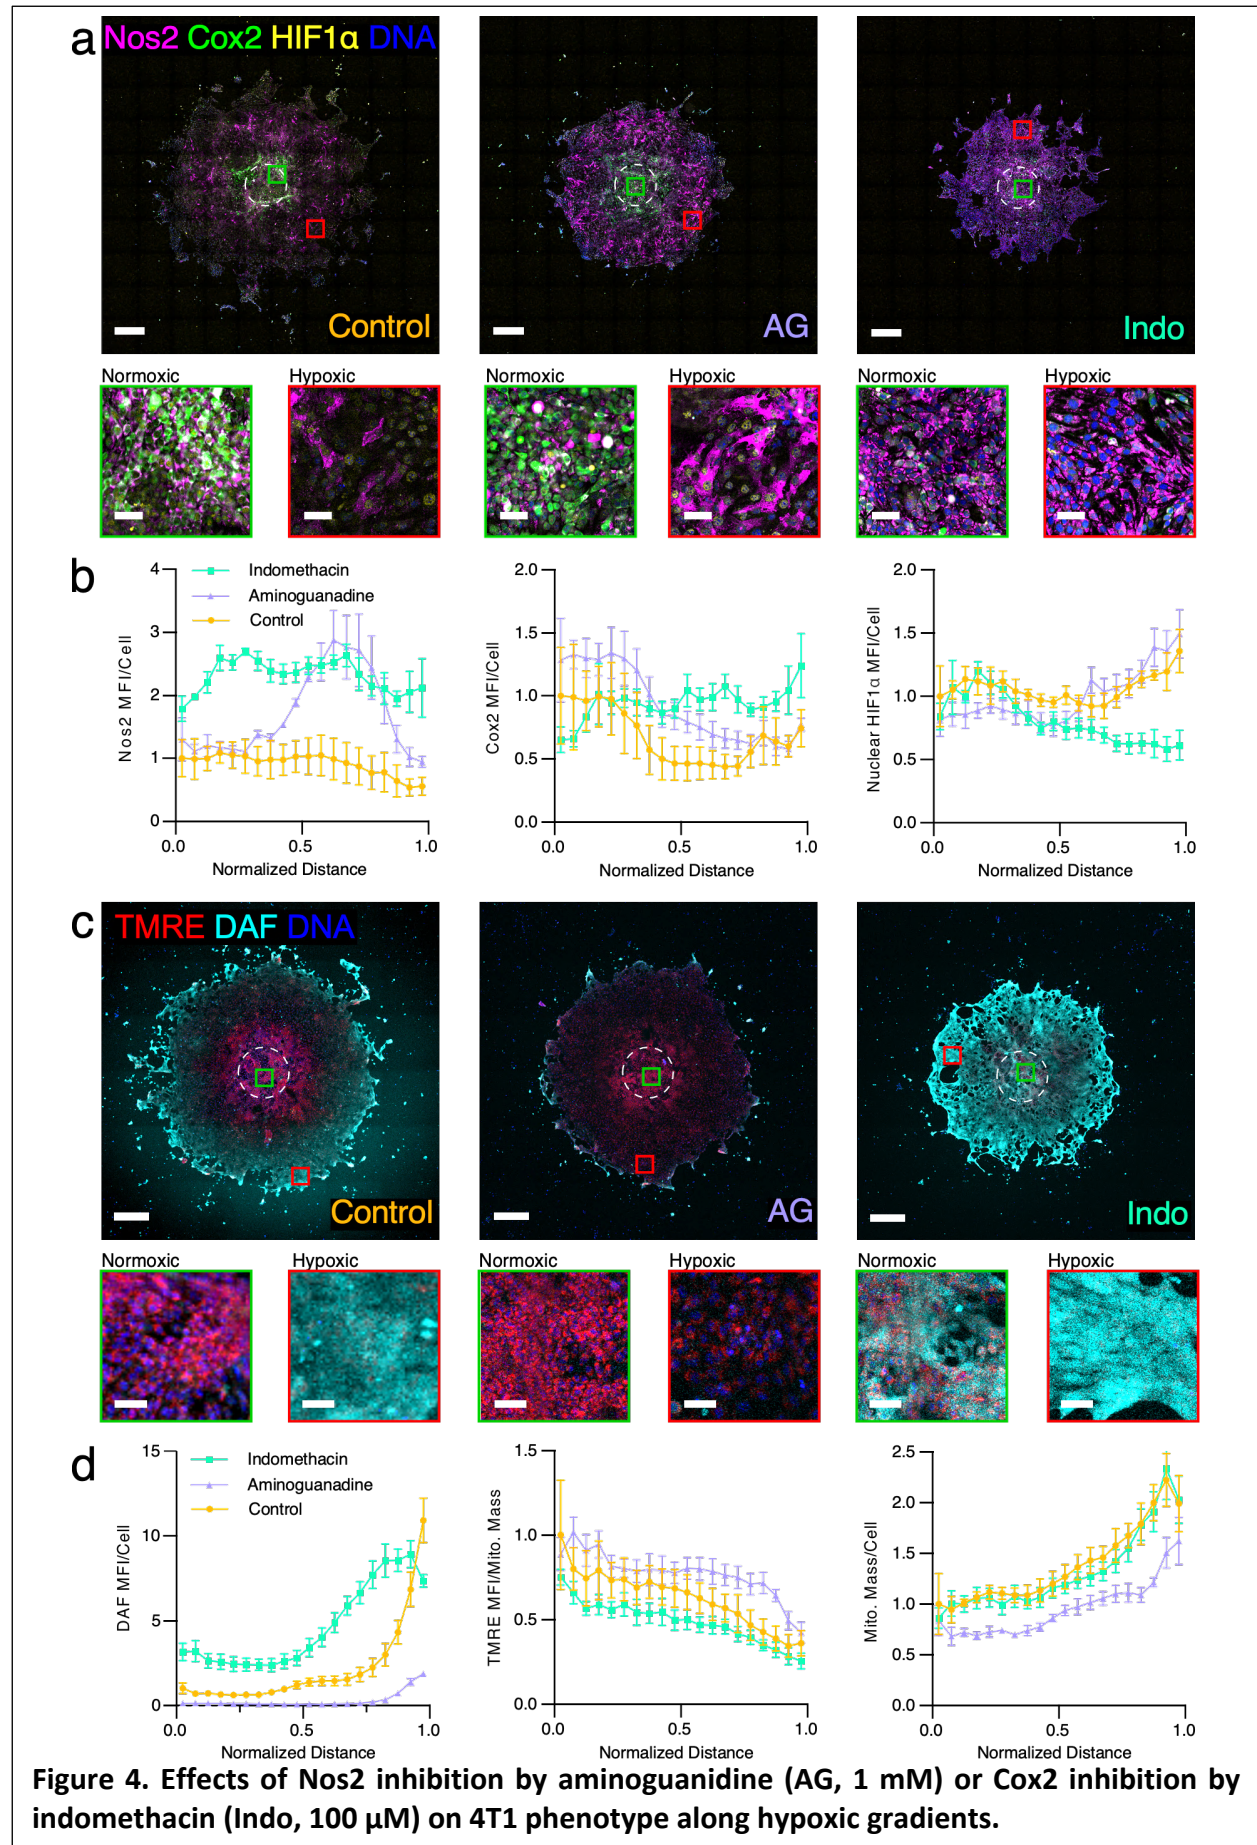 a
Nos2 Cox2 HIF1α DNA
Control
AG
Indo
Normoxic
Hypoxic
Normoxic
Hypoxic
Normoxic
Hypoxic
b
Indomethacin
Aminoguanadine
Control
Nos2 MFI/Cell
4
3
2
1
0
0.0
0.5
1.0
Normalized Distance
Cox2 MFI/Cell
2.0
1.5
1.0
0.5
0.0
0.0
0.5
1.0
Normalized Distance
Nuclear HIF1α MFI/Cell
2.0
1.5
1.0
0.5
0.0
0.0
0.5
1.0
Normalized Distance
c
TMRE DAF DNA
Control
AG
Indo
Normoxic
Hypoxic
Normoxic
Hypoxic
Normoxic
Hypoxic
d
Indomethacin
Aminoguanadine
Control
DAF MFI/Cell
15
10
5
0
0.0
0.5
1.0
Normalized Distance
TMRE MFI/Mito. Mass
1.5
1.0
0.5
0.0
0.0
0.5
1.0
Normalized Distance
Mito. Mass/Cell
2.5
2.0
1.5
1.0
0.5
0.0
0.0
0.5
1.0
Normalized Distance
Figure 4. Effects of Nos2 inhibition by aminoguanidine (AG, 1 mM) or Cox2 inhibition by
indomethacin (Indo, 100 μM) on 4T1 phenotype along hypoxic gradients.